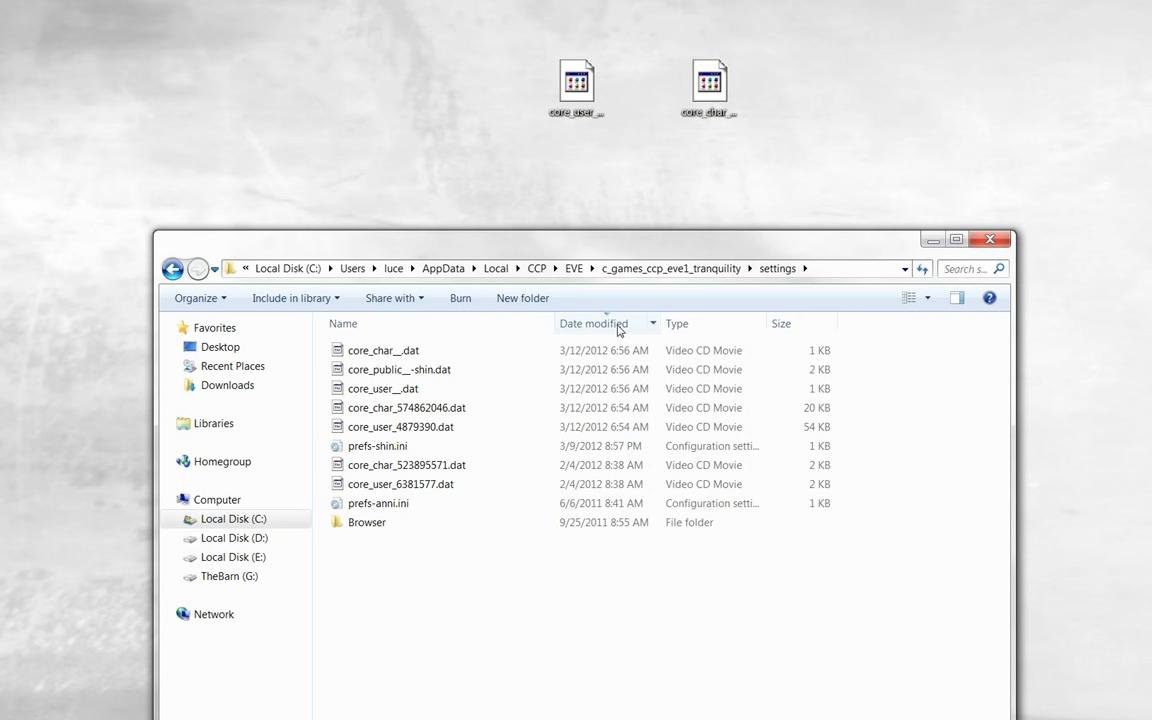 core_user_...
core_char_...
« Local Disk (C:) Users luce AppData Local CCP EVE c_games_ccp_eve1_tranquility settings
Search s...
Organize Include in library Share with Burn New folder
Favorites
Desktop
Recent Places
Downloads
Libraries
Homegroup
Computer
Local Disk (C:)
Local Disk (D:)
Local Disk (E:)
TheBarn (G:)
Network
Name Date modified Type Size
core_char__.dat 3/12/2012 6:56 AM Video CD Movie 1 KB
core_public__-shin.dat 3/12/2012 6:56 AM Video CD Movie 2 KB
core_user__.dat 3/12/2012 6:56 AM Video CD Movie 1 KB
core_char_574862046.dat 3/12/2012 6:54 AM Video CD Movie 20 KB
core_user_4879390.dat 3/12/2012 6:54 AM Video CD Movie 54 KB
prefs-shin.ini 3/9/2012 8:57 PM Configuration setti... 1 KB
core_char_523895571.dat 2/4/2012 8:38 AM Video CD Movie 2 KB
core_user_6381577.dat 2/4/2012 8:38 AM Video CD Movie 2 KB
prefs-anni.ini 6/6/2011 8:41 AM Configuration setti... 1 KB
Browser 9/25/2011 8:55 AM File folder